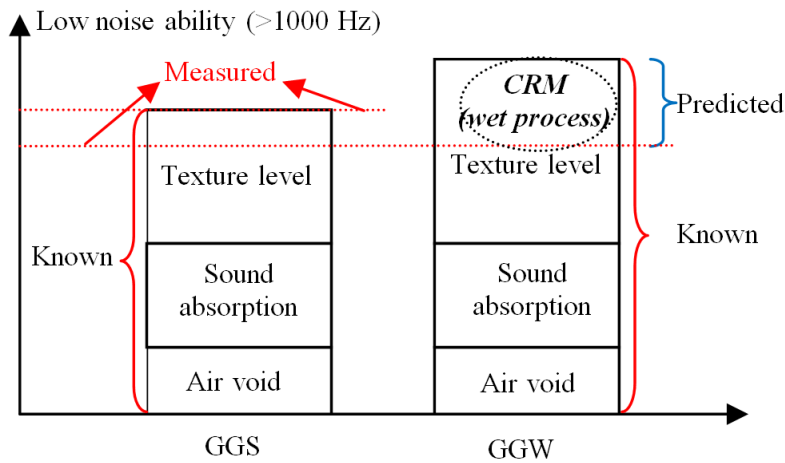 Low noise ability (>1000 Hz)
Measured
CRM
(wet process)
Predicted
Texture level
Texture level
Known
Known
Sound
absorption
Sound
absorption
Air void
Air void
GGS
GGW